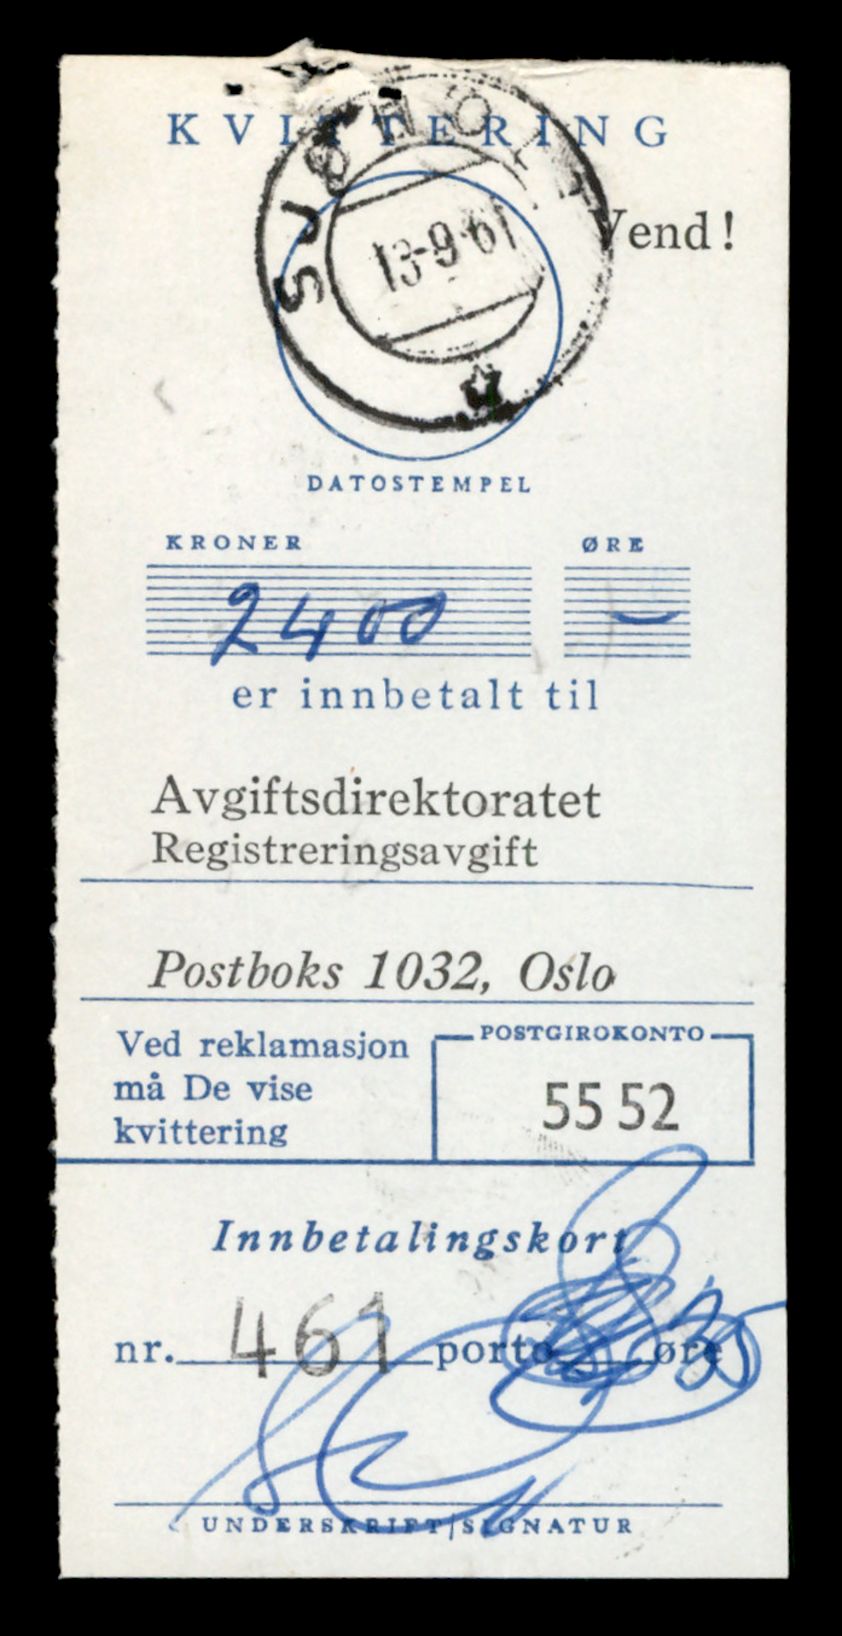 KVITTERING
13-9-61
Vend!
DATOSTEMPEL
KRONER ØRE
2400 —
er innbetalt til
Avgiftsdirektoratet
Registreringsavgift
Postboks 1032, Oslo
Ved reklamasjon
må De vise
kvittering
POSTGIROKONTO
55 52
Innbetalingskort
nr. 461 porto 35 øre
UNDERSKRIFT/SIGNATUR